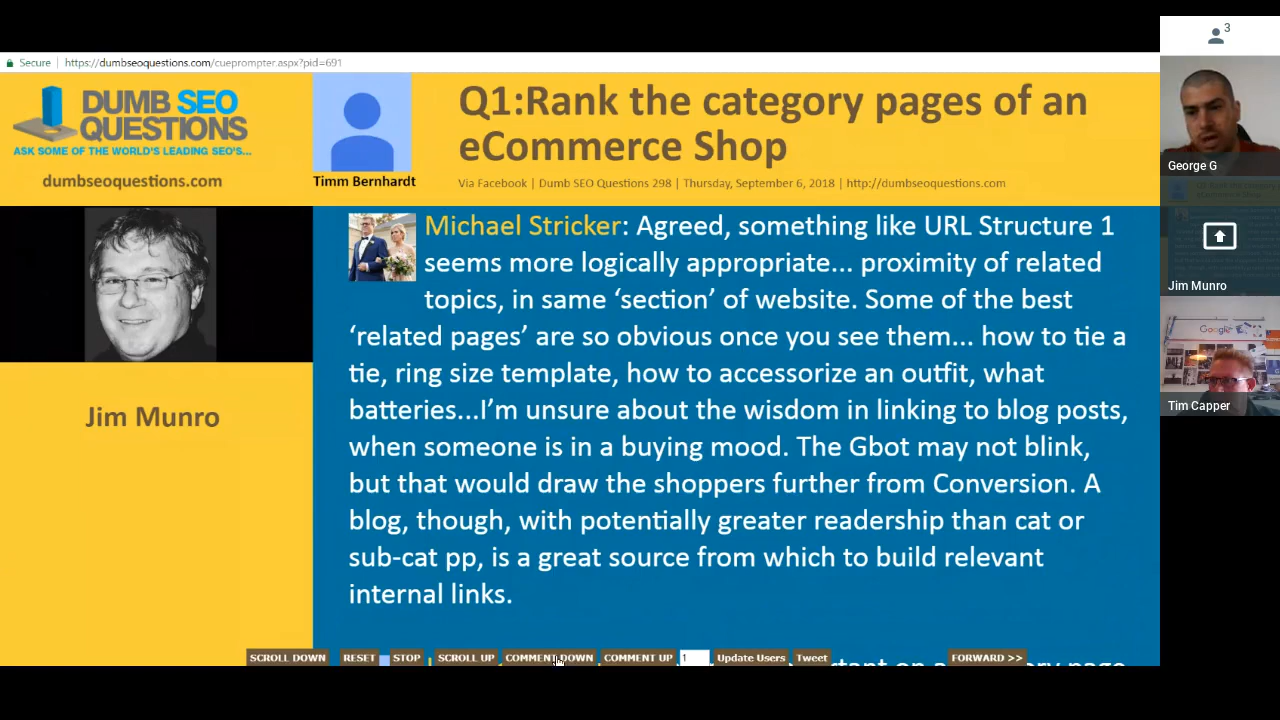 Secure
https://dumbseoquestions.com/cueprompter.aspx?pid=691
DUMB SEO
QUESTIONS
ASK SOME OF THE WORLD'S LEADING SEO'S...
dumbseoquestions.com
Timm Bernhardt
Q1:Rank the category pages of an
eCommerce Shop
Via Facebook | Dumb SEO Questions 298 | Thursday, September 6, 2018 | http://dumbseoquestions.com
Jim Munro
Michael Stricker: Agreed, something like URL Structure 1
seems more logically appropriate... proximity of related
topics, in same ‘section’ of website. Some of the best
‘related pages’ are so obvious once you see them... how to tie a
tie, ring size template, how to accessorize an outfit, what
batteries...I’m unsure about the wisdom in linking to blog posts,
when someone is in a buying mood. The Gbot may not blink,
but that would draw the shoppers further from Conversion. A
blog, though, with potentially greater readership than cat or
sub-cat pp, is a great source from which to build relevant
internal links.
SCROLL DOWN
RESET
STOP
SCROLL UP
COMMENT DOWN
COMMENT UP
1
Update Users
Tweet
FORWARD >>
3
George G
Jim Munro
Google
Tim Capper